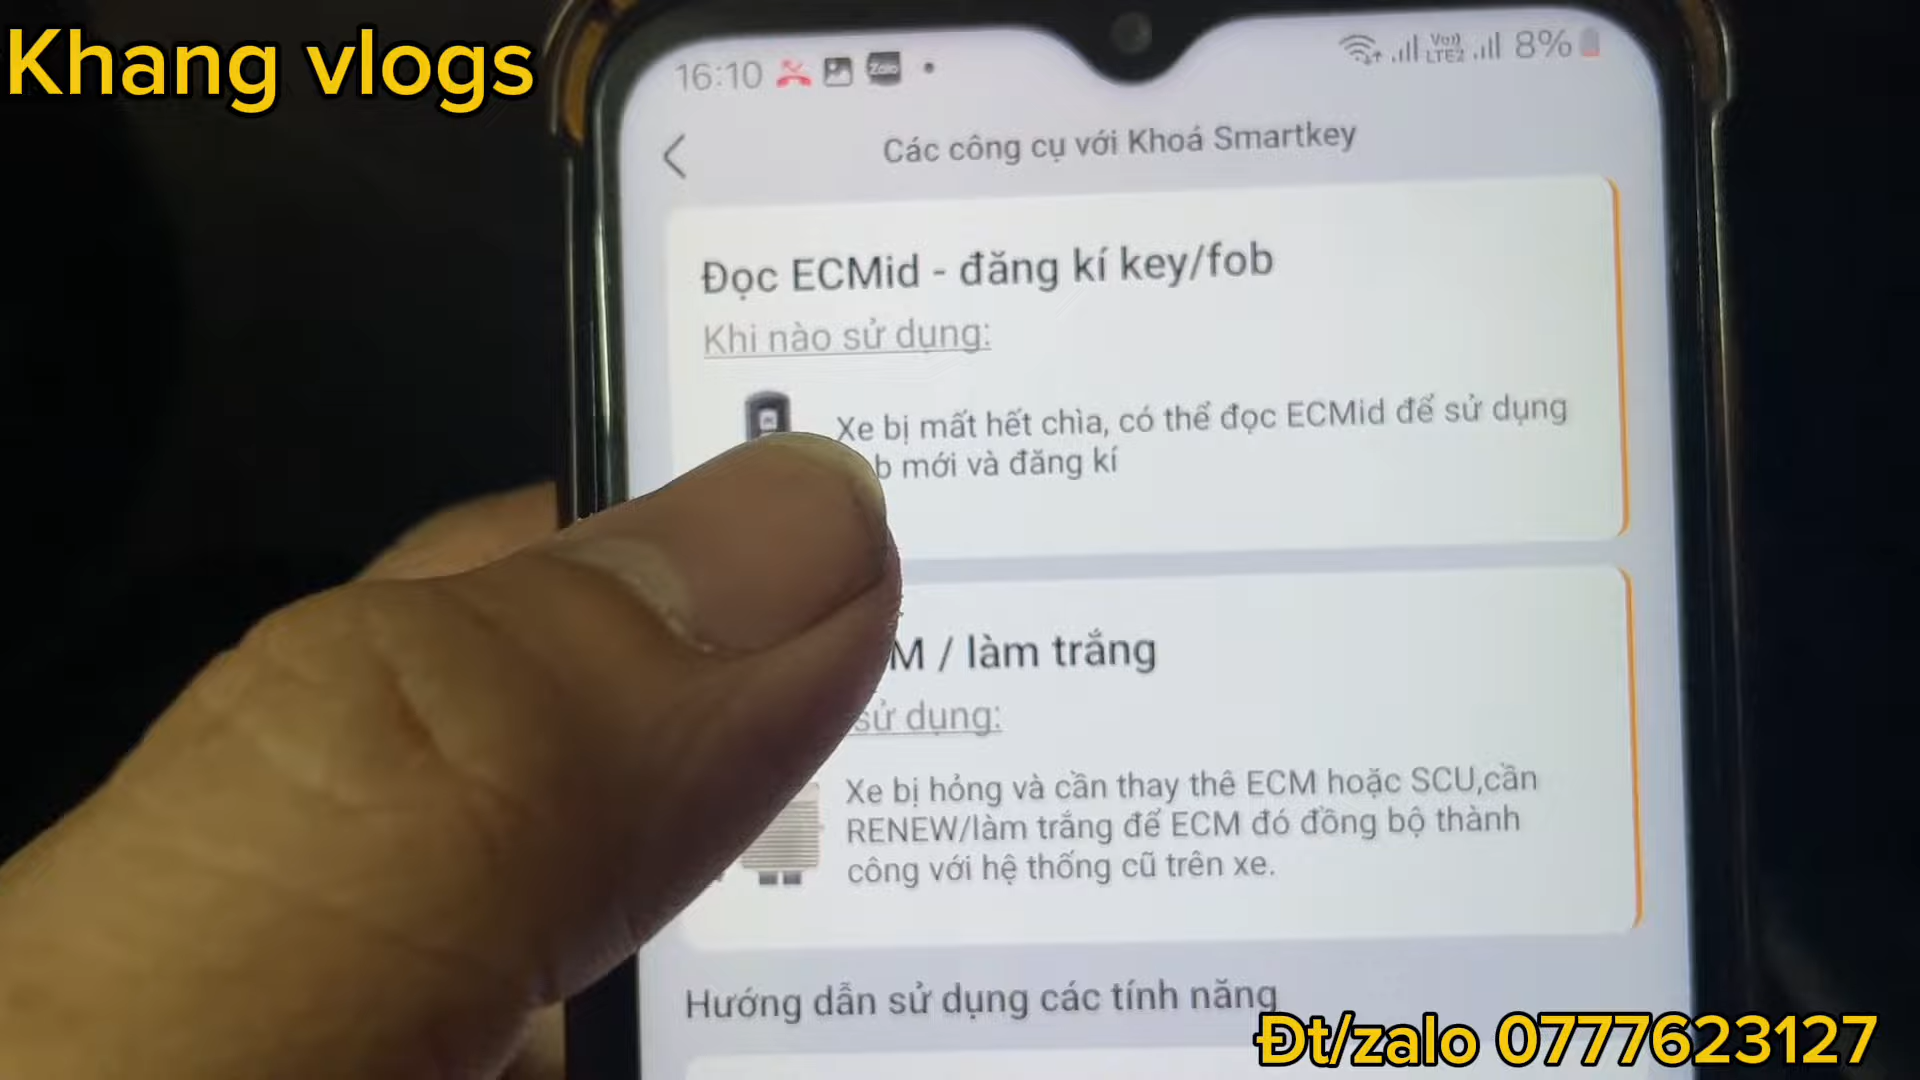 Khang vlogs
16:10 Zalo Vo)) LTE2 8%
Các công cụ với Khoá Smartkey
Đọc ECMid - đăng kí key/fob
Khi nào sử dụng:
Xe bị mất hết chìa, có thể đọc ECMid để sử dụng
mới và đăng kí
/ làm trắng
sử dụng:
Xe bị hỏng và cần thay thê ECM hoặc SCU,cần
RENEW/làm trắng để ECM đó đồng bộ thành
công với hệ thống cũ trên xe.
Hướng dẫn sử dụng các tính năng
Đt/zalo 0777623127